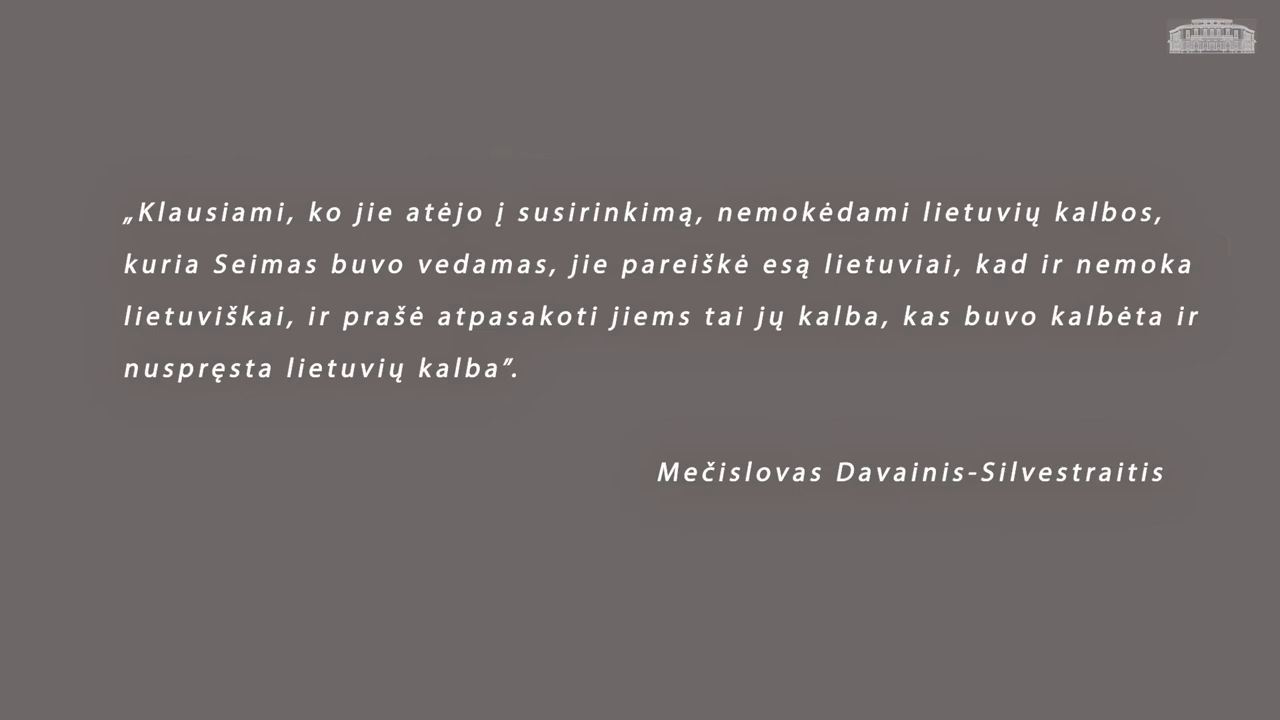 „Klausiami, ko jie atėjo į susirinkimą, nemokėdami lietuvių kalbos,
kuria Seimas buvo vedamas, jie pareiškė esą lietuviai, kad ir nemoka
lietuviškai, ir prašė atpasakoti jiems tai jų kalba, kas buvo kalbėta ir
nuspręsta lietuvių kalba”.
Mečislovas Davainis-Silvestraitis